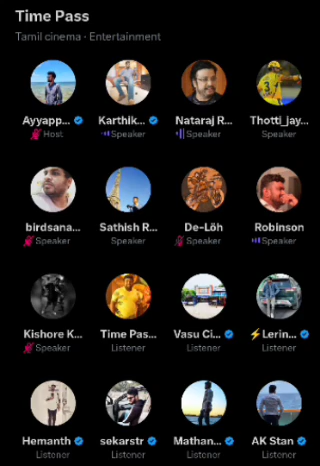 Time Pass
Tamil cinema · Entertainment
Ayyapp... Karthik... Nataraj R... Thotti_jay...
Host Speaker Speaker Speaker
birdsana... Sathish R... De-Löh Robinson
Speaker Speaker Speaker Speaker
Kishore K... Time Pas... Vasu Ci... ⚡Lerin...
Speaker Listener Listener Listener
Hemanth sekarstr Mathan... AK Stan
Listener Listener Listener Listener